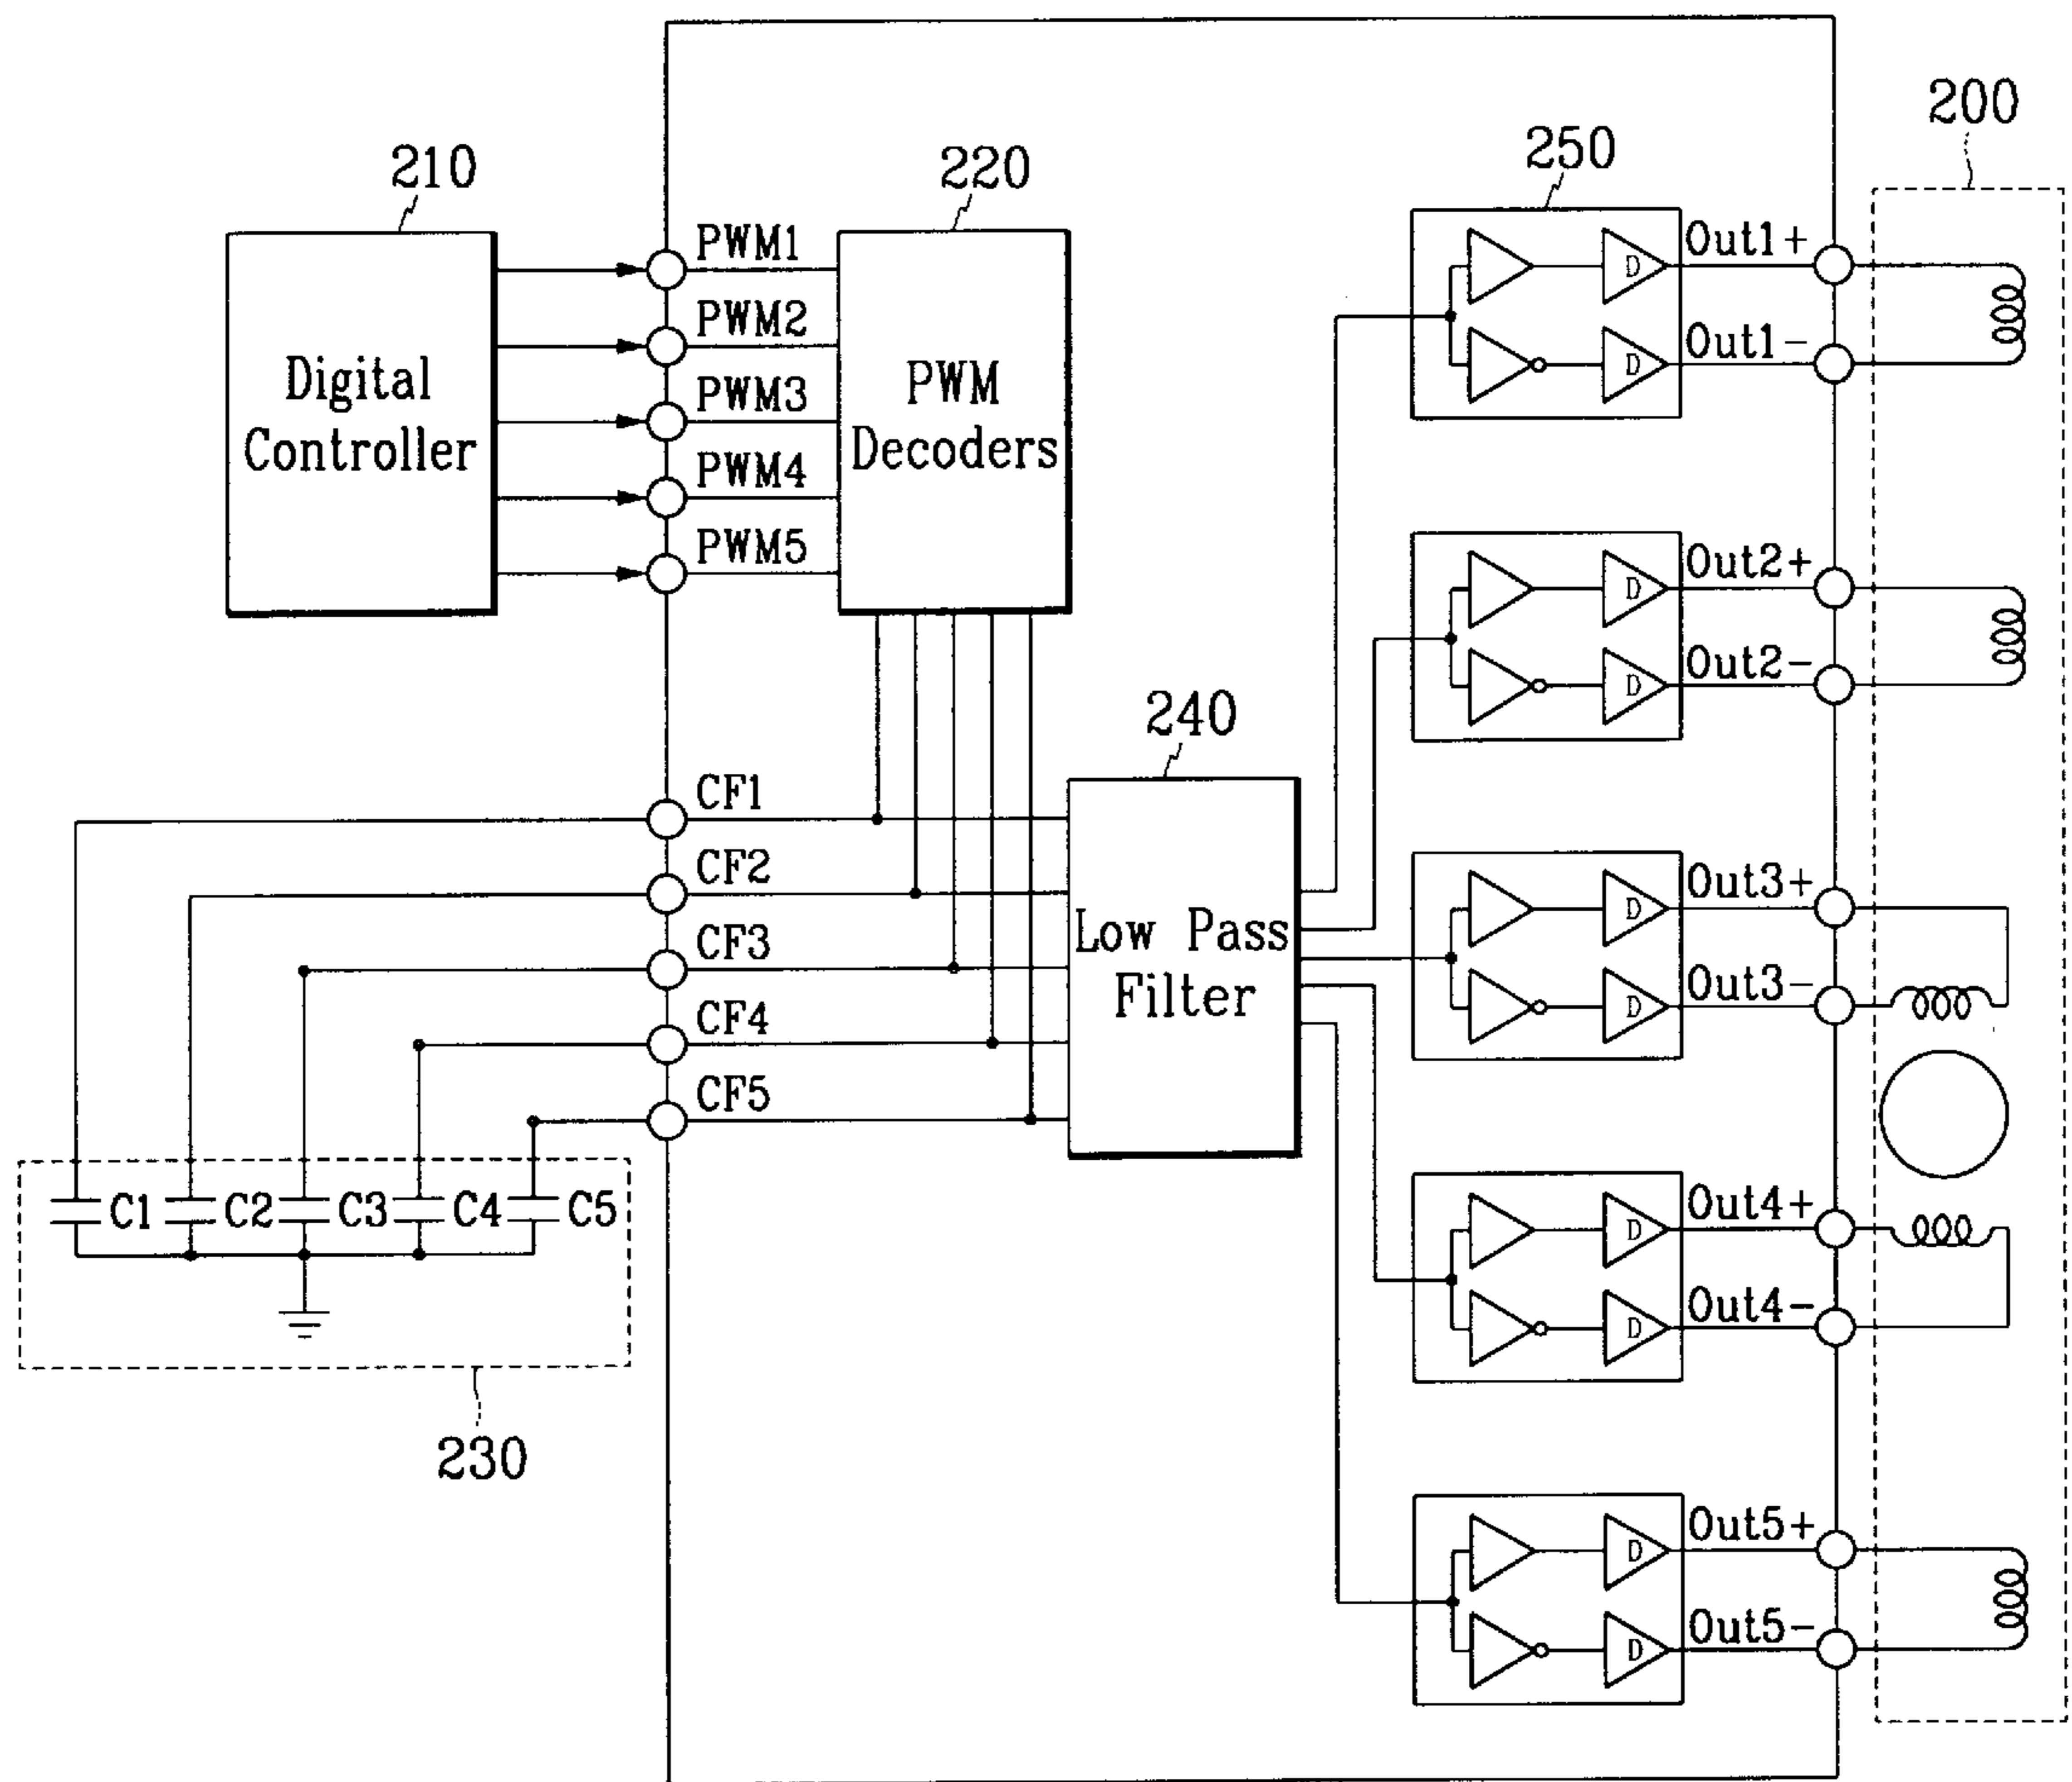 200
210
220
250
PWM1
PWM2
PWM3
PWM4
PWM5
Digital
Controller
PWM
Decoders
Out1+
D
Out1-
D
Out2+
D
Out2-
D
240
CF1
CF2
CF3
CF4
CF5
Low Pass
Filter
Out3+
D
Out3-
D
C1
C2
C3
C4
C5
Out4+
D
Out4-
D
230
Out5+
D
Out5-
D